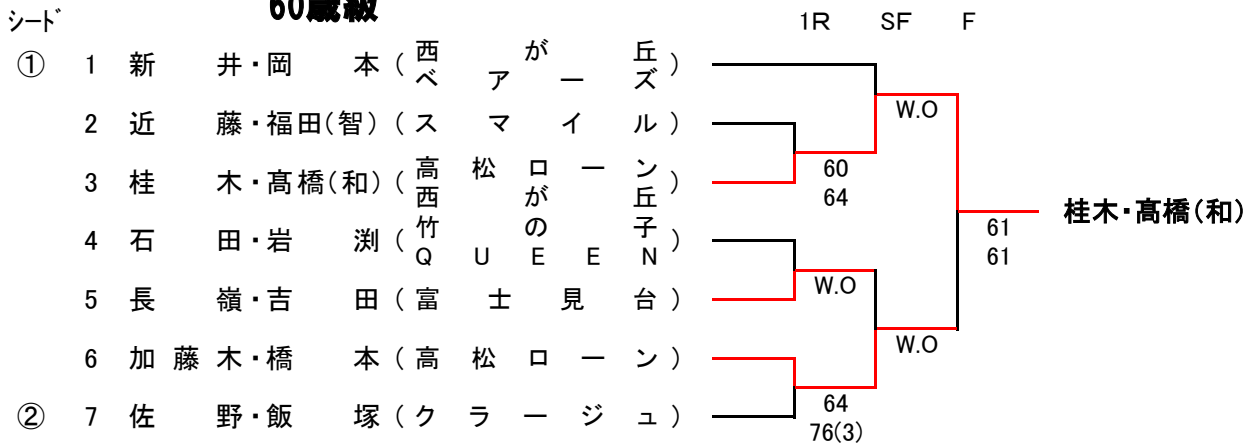 60歳級
シード 1R SF F
① 1 新井・岡本(西が丘ベアーズ)
2 近藤・福田(智)(スマイル)
3 桂木・髙橋(和)(高松ローン西が丘)
4 石田・岩渕(竹の子QUEEN)
5 長嶺・吉田(富士見台)
6 加藤木・橋本(高松ローン)
② 7 佐野・飯塚(クラージュ)
W.O
60
64
W.O
W.O
64
76(3)
61
61
桂木・髙橋(和)